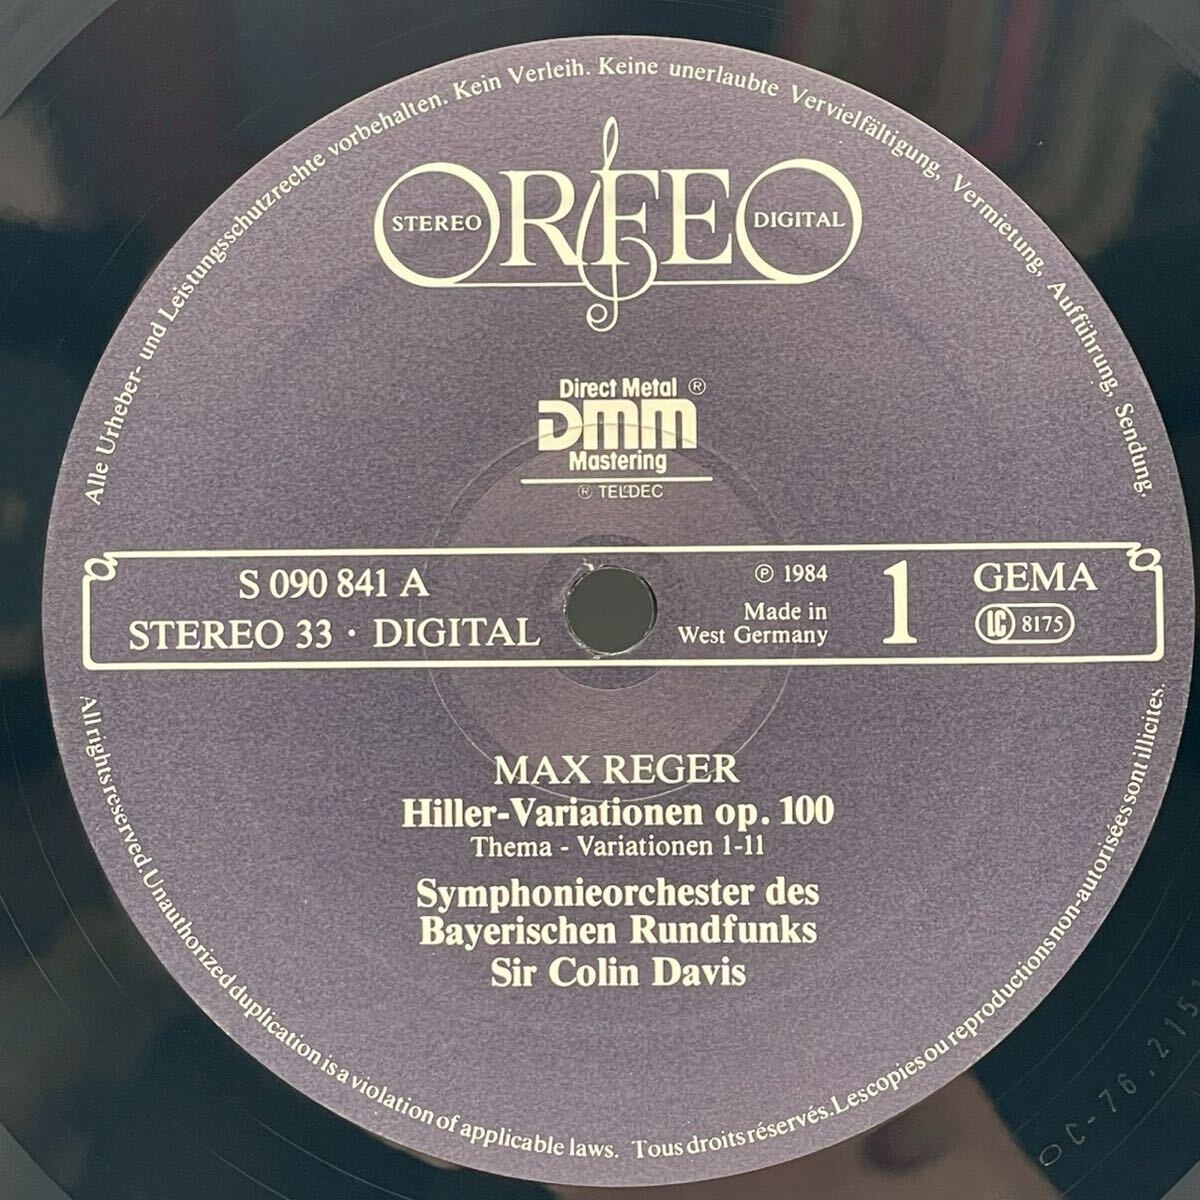 Alle Urheber- und Leistungsschutzrechte vorbehalten. Kein Verleih. Keine unerlaubte Vervielfältigung, Vermietung, Aufführung, Sendung.
ORFEO
STEREO
DIGITAL
Direct Metal ®
DMM
Mastering
® TELDEC
S 090 841 A
STEREO 33 · DIGITAL
℗ 1984
Made in
West Germany
1
GEMA
LC 8175
MAX REGER
Hiller-Variationen op. 100
Thema - Variationen 1-11
Symphonieorchester des
Bayerischen Rundfunks
Sir Colin Davis
All rights reserved. Unauthorized duplication is a violation of applicable laws. Tous droits réservés. Les copies ou reproductions non-autorisées sont illicites.
C-76.215